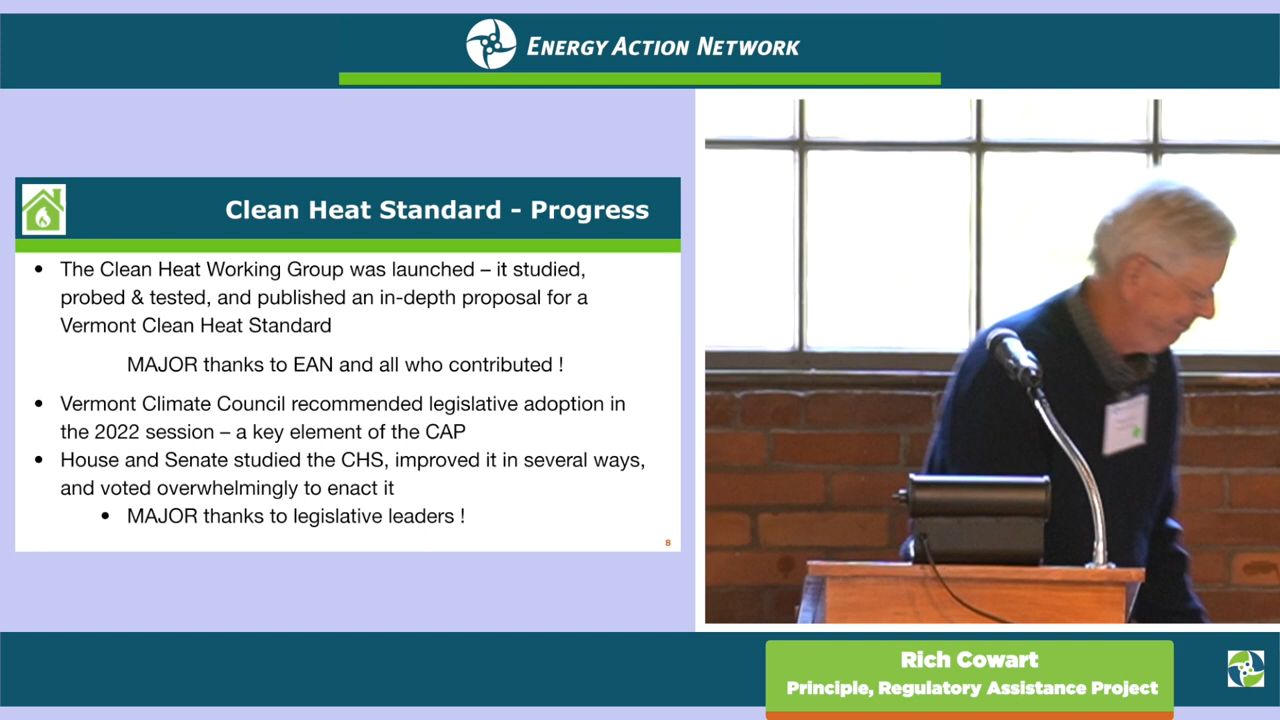 ENERGY ACTION NETWORK
Clean Heat Standard - Progress
• The Clean Heat Working Group was launched – it studied,
probed & tested, and published an in-depth proposal for a
Vermont Clean Heat Standard
MAJOR thanks to EAN and all who contributed !
• Vermont Climate Council recommended legislative adoption in
the 2022 session – a key element of the CAP
• House and Senate studied the CHS, improved it in several ways,
and voted overwhelmingly to enact it
• MAJOR thanks to legislative leaders !
8
Rich Cowart
Principle, Regulatory Assistance Project